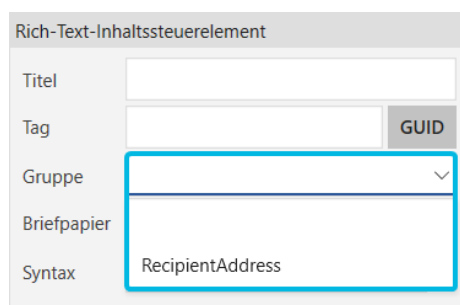 Rich-Text-Inhaltssteuerelement
Titel
Tag GUID
Gruppe
Briefpapier
RecipientAddress
Syntax